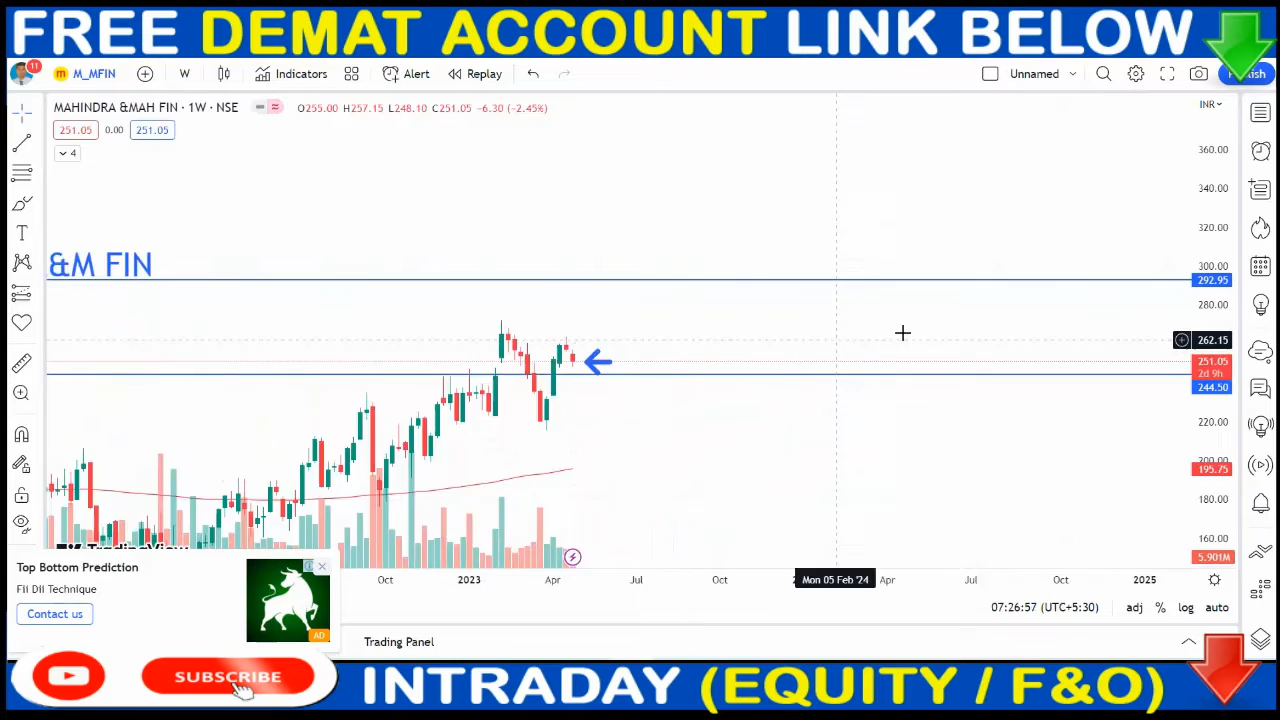 FREE DEMAT ACCOUNT LINK BELOW
11
M_MFIN
W
Indicators
Alert
Replay
Unnamed
Publish
MAHINDRA &MAH FIN · 1W · NSE
O255.00 H257.15 L248.10 C251.05 −6.30 (−2.45%)
INR
251.05 0.00 251.05
4
360.00
340.00
320.00
&M FIN
300.00
292.95
280.00
262.15
251.05
2d 9h
244.50
220.00
200.00
195.75
180.00
160.00
5.901M
TradingView
Top Bottom Prediction
Fii Dii Technique
Contact us
AD
Oct 2023 Apr Jul Oct Mon 05 Feb '24 Apr Jul Oct 2025
07:26:57 (UTC+5:30) adj % log auto
Trading Panel
SUBSCRIBE
INTRADAY (EQUITY / F&O)